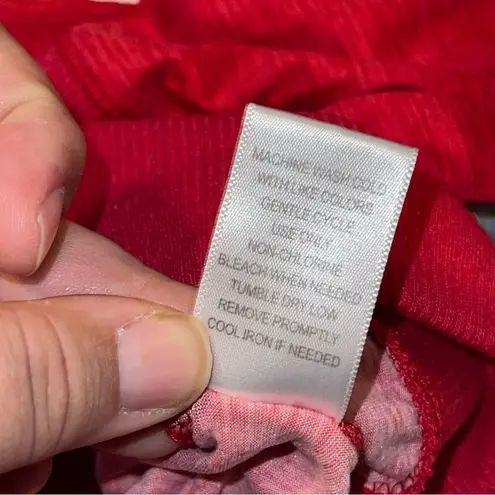 MACHINE WASH COLD
WITH LIKE COLORS
GENTLE CYCLE
USE ONLY
NON-CHLORINE
BLEACH WHEN NEEDED
TUMBLE DRY LOW
REMOVE PROMPTLY
COOL IRON IF NEEDED